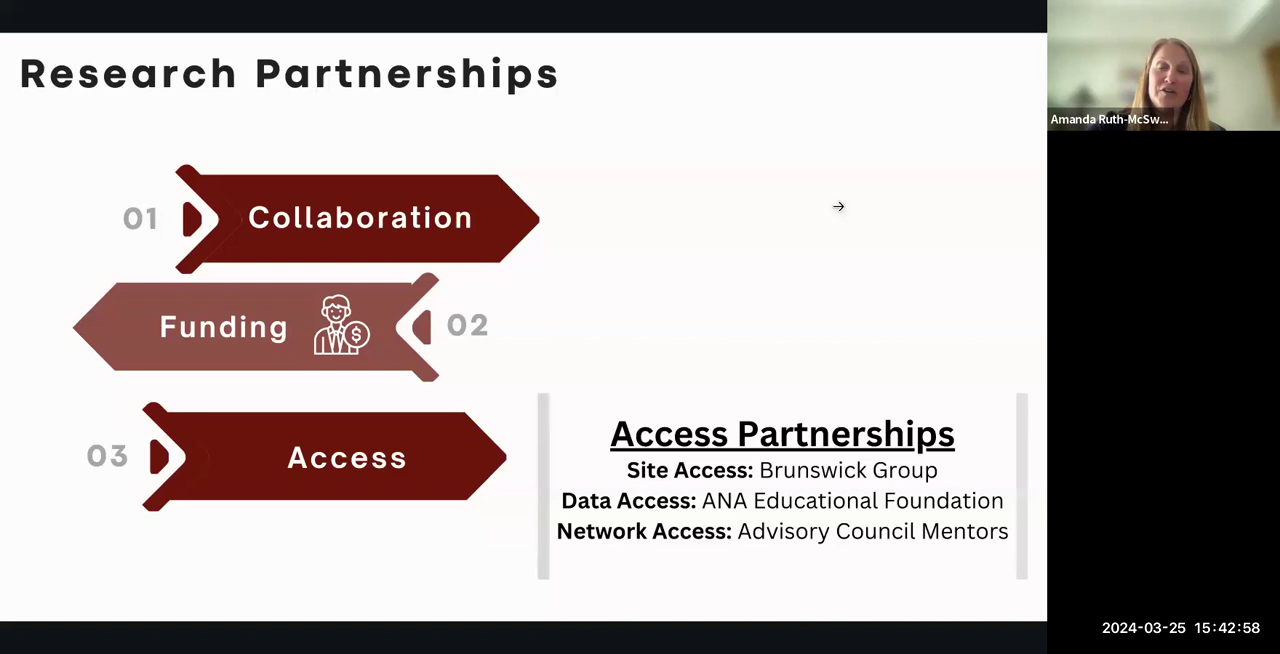 Research Partnerships
01
Collaboration
Funding
$
02
03
Access
Access Partnerships
Site Access: Brunswick Group
Data Access: ANA Educational Foundation
Network Access: Advisory Council Mentors
Amanda Ruth-McSw...
2024-03-25 15:42:58